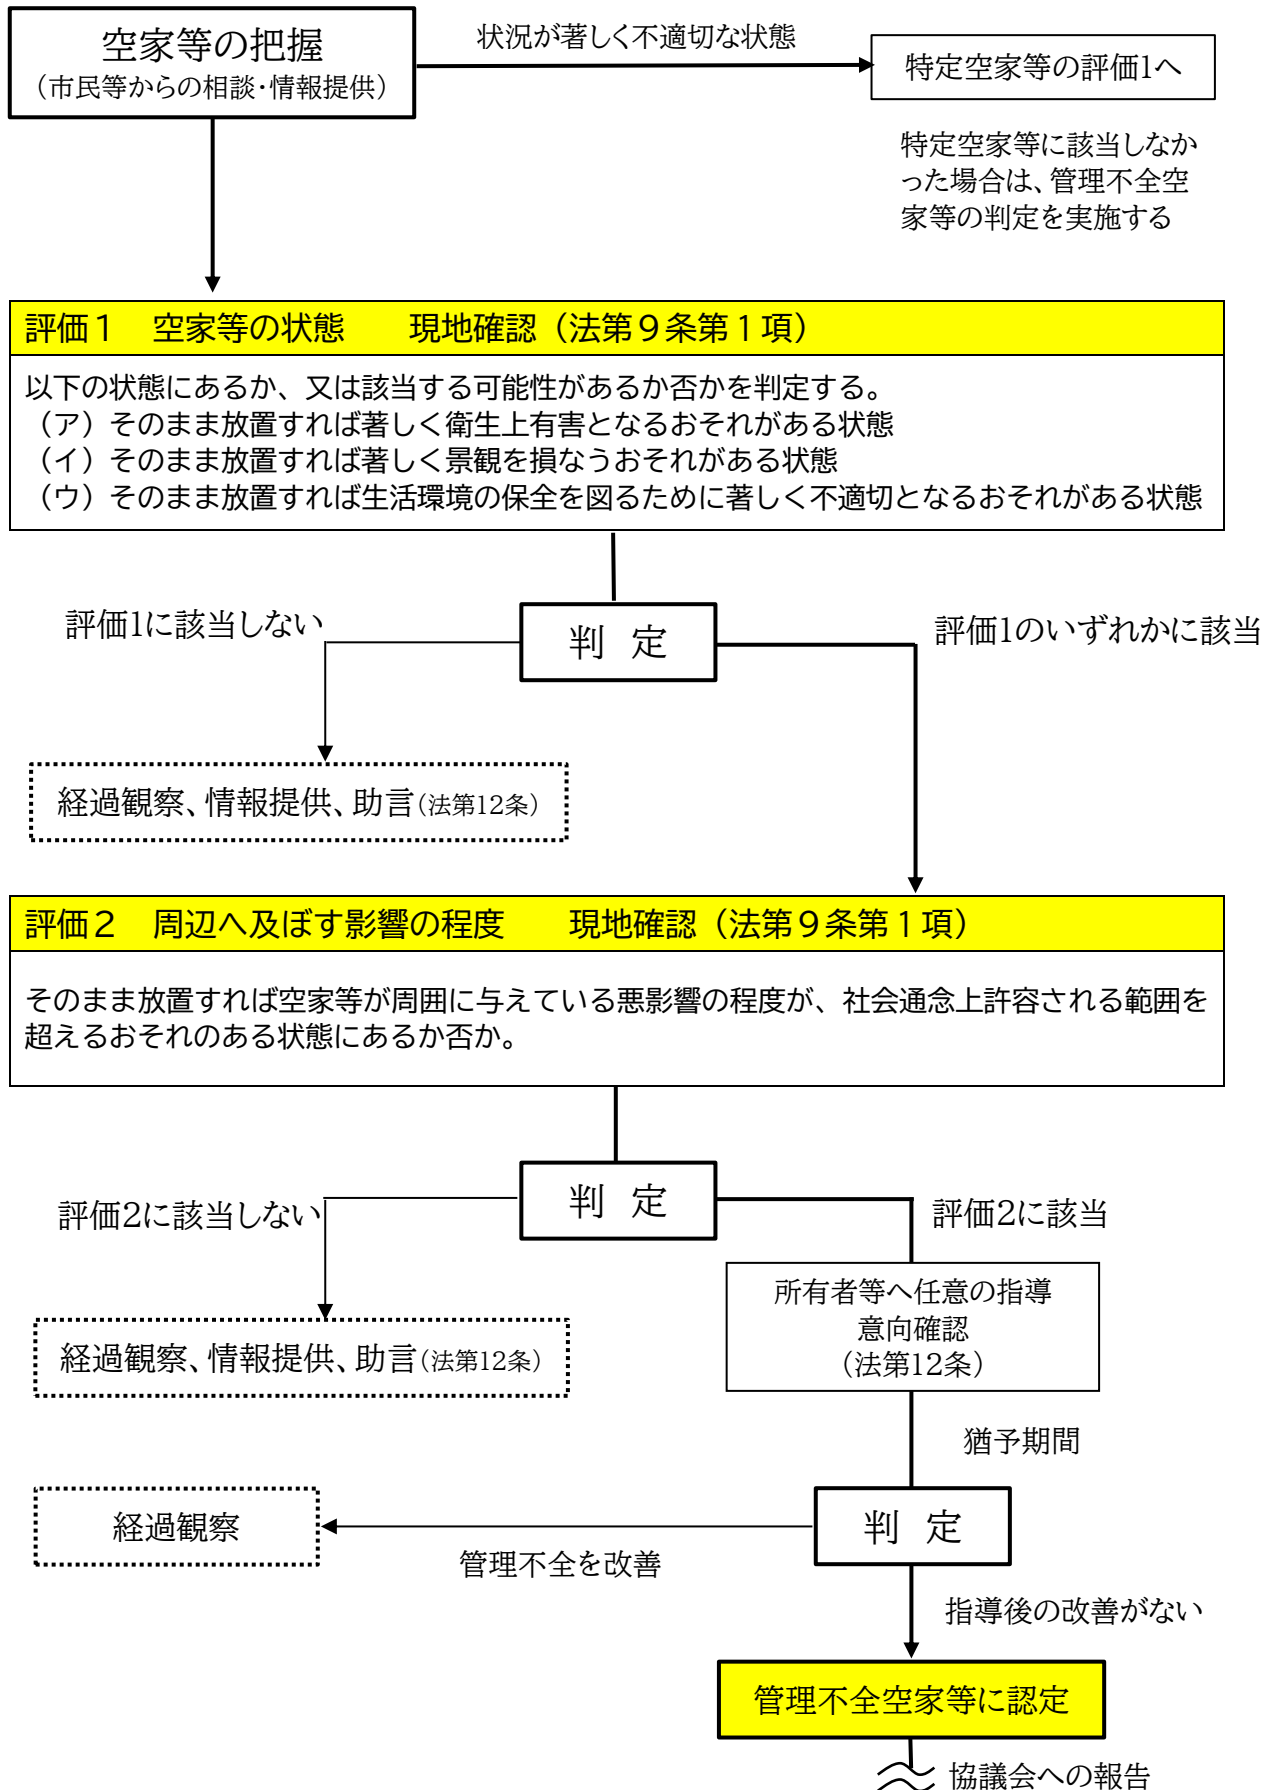 空家等の把握
（市民等からの相談・情報提供）
状況が著しく不適切な状態
特定空家等の評価1へ
特定空家等に該当しなか
った場合は、管理不全空
家等の判定を実施する
評価１　空家等の状態　　現地確認（法第９条第１項）
以下の状態にあるか、又は該当する可能性があるか否かを判定する。
（ア）そのまま放置すれば著しく衛生上有害となるおそれがある状態
（イ）そのまま放置すれば著しく景観を損なうおそれがある状態
（ウ）そのまま放置すれば生活環境の保全を図るために著しく不適切となるおそれがある状態
評価1に該当しない
判　定
評価1のいずれかに該当
経過観察、情報提供、助言（法第12条）
評価２　周辺へ及ぼす影響の程度　　現地確認（法第９条第１項）
そのまま放置すれば空家等が周囲に与えている悪影響の程度が、社会通念上許容される範囲を
超えるおそれのある状態にあるか否か。
評価2に該当しない
判　定
評価2に該当
経過観察、情報提供、助言（法第12条）
所有者等へ任意の指導
意向確認
（法第12条）
猶予期間
経過観察
判　定
管理不全を改善
指導後の改善がない
管理不全空家等に認定
協議会への報告